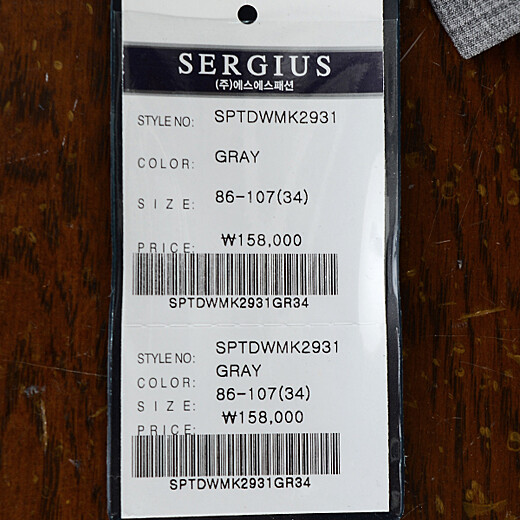 SERGIUS
(주)에스에스패션
STYLE NO: SPTDWMK2931
COLOR: GRAY
SIZE: 86-107(34)
PRICE: ₩158,000
SPTDWMK2931GR34
STYLE NO: SPTDWMK2931
COLOR: GRAY
SIZE: 86-107(34)
PRICE: ₩158,000
SPTDWMK2931GR34